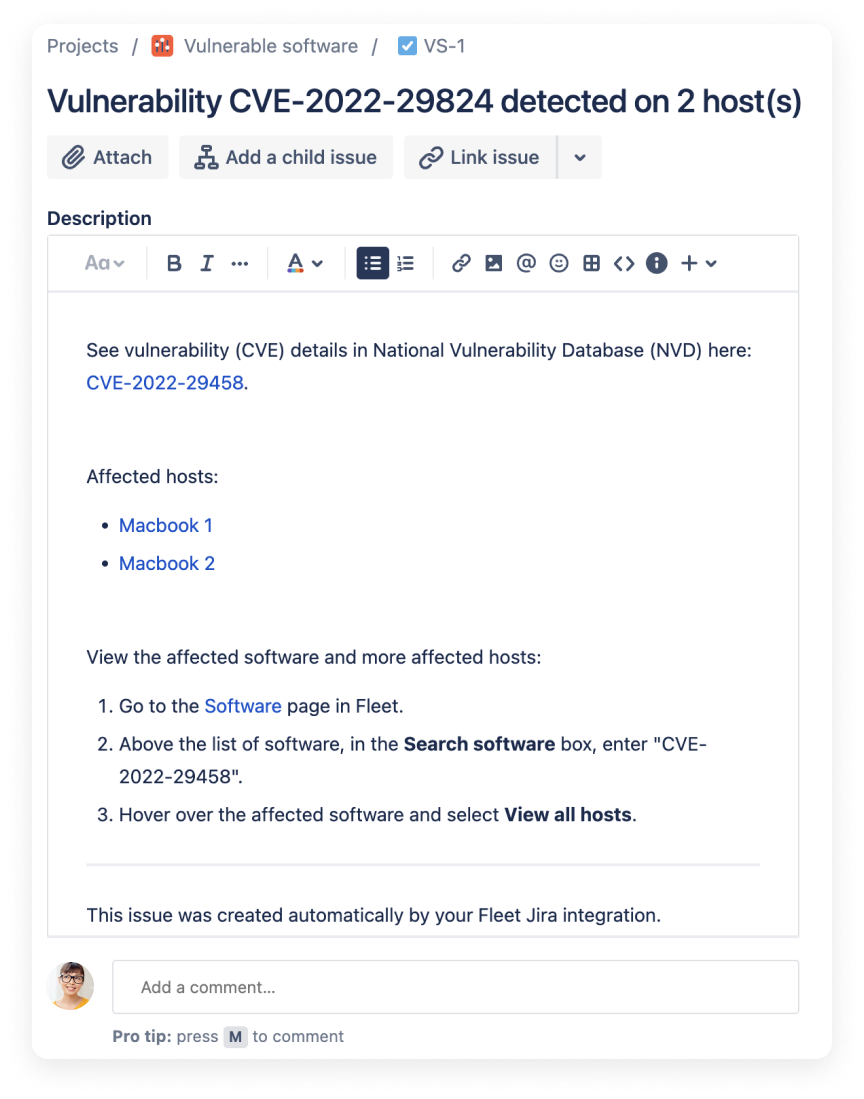 Projects / Vulnerable software / VS-1
Vulnerability CVE-2022-29824 detected on 2 host(s)
Attach Add a child issue Link issue
Description
Aa B I ... A @ <> i +
See vulnerability (CVE) details in National Vulnerability Database (NVD) here:
CVE-2022-29458.
Affected hosts:
• Macbook 1
• Macbook 2
View the affected software and more affected hosts:
1. Go to the Software page in Fleet.
2. Above the list of software, in the Search software box, enter "CVE-
2022-29458".
3. Hover over the affected software and select View all hosts.
This issue was created automatically by your Fleet Jira integration.
Add a comment...
Pro tip: press M to comment